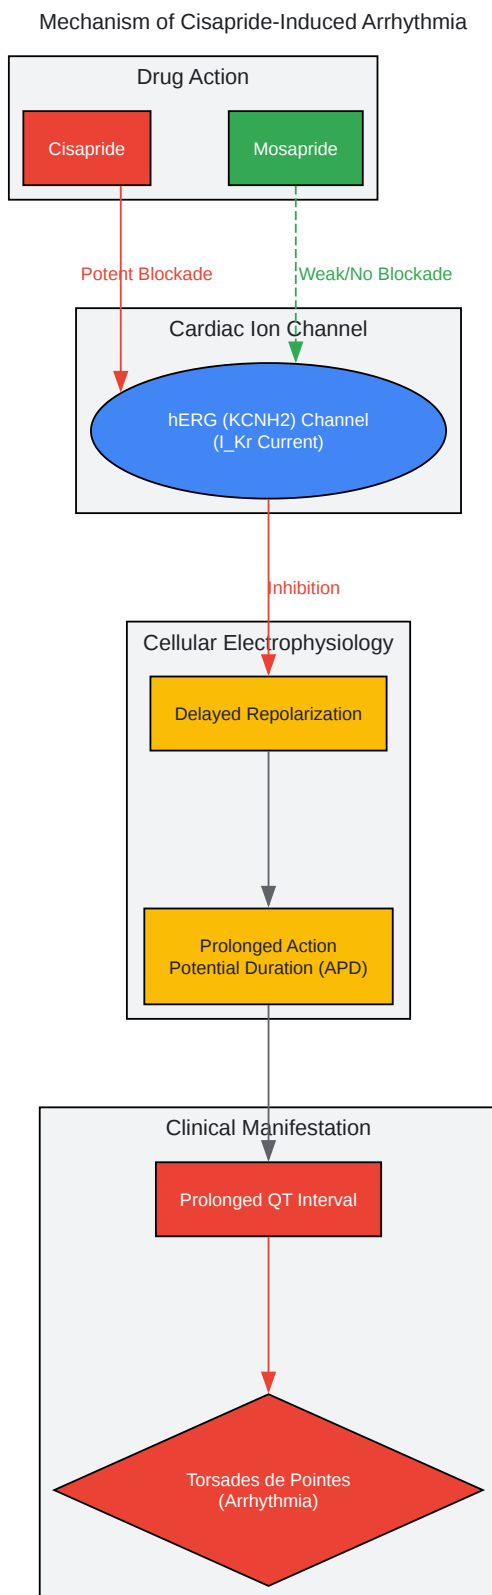 Mechanism of Cisapride-Induced Arrhythmia
Drug Action
Cisapride
Mosapride
Potent Blockade
Weak/No Blockade
Cardiac Ion Channel
hERG (KCNH2) Channel
(I_Kr Current)
Inhibition
Cellular Electrophysiology
Delayed Repolarization
Prolonged Action
Potential Duration (APD)
Clinical Manifestation
Prolonged QT Interval
Torsades de Pointes
(Arrhythmia)